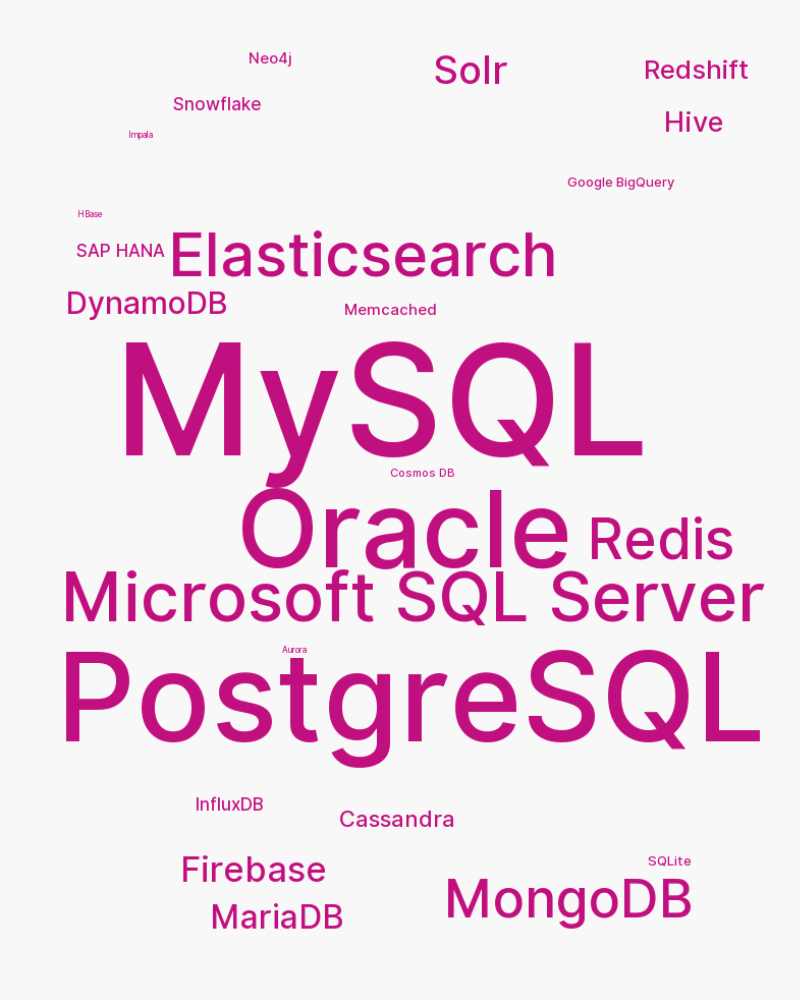 Neo4j
Solr
Redshift
Snowflake
Hive
Impala
Google BigQuery
HBase
SAP HANA
Elasticsearch
DynamoDB
Memcached
MySQL
Cosmos DB
Oracle
Redis
Microsoft SQL Server
Aurora
PostgreSQL
InfluxDB
Cassandra
SQLite
Firebase
MongoDB
MariaDB